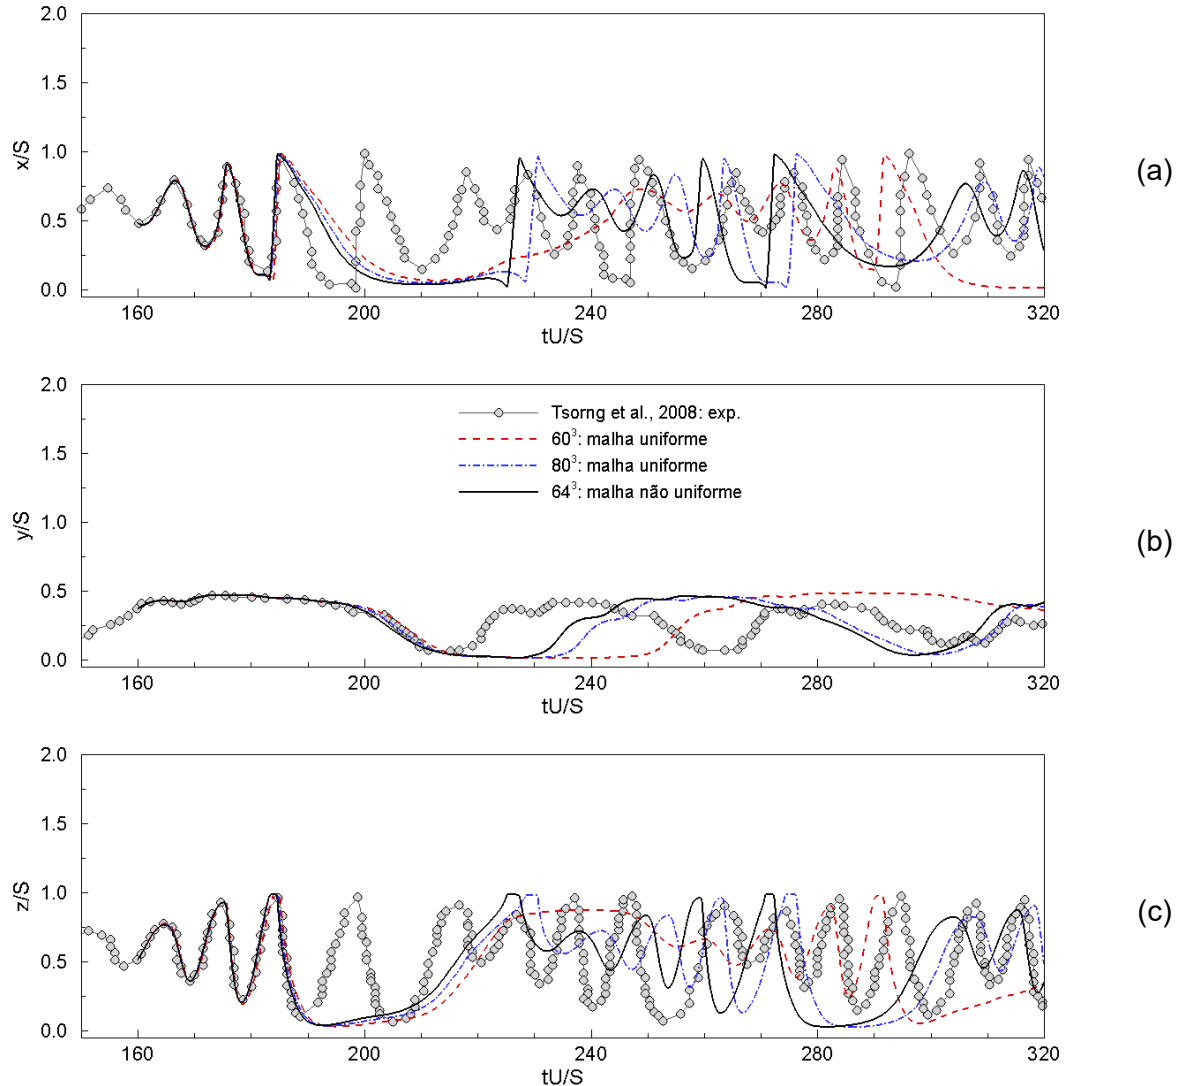 2.0
1.5
x/S
1.0
(a)
0.5
0.0
160 200 240 280 320
tU/S
2.0
Tsorng et al., 2008: exp.
60³: malha uniforme
1.5
80³: malha uniforme
64³: malha não uniforme
y/S
1.0
(b)
0.5
0.0
160 200 240 280 320
tU/S
2.0
1.5
z/S
1.0
(c)
0.5
0.0
160 200 240 280 320
tU/S